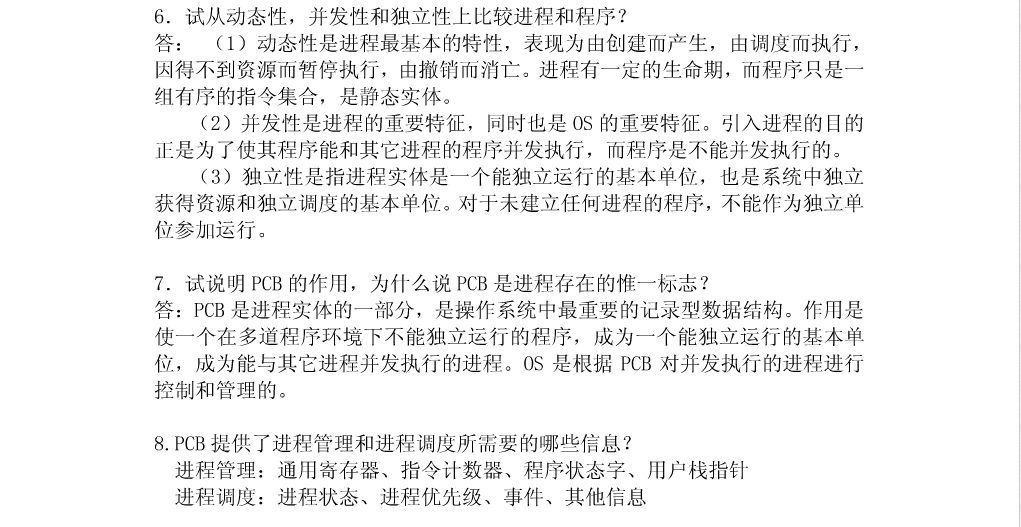 6．试从动态性，并发性和独立性上比较进程和程序？
答：　（1）动态性是进程最基本的特性，表现为由创建而产生，由调度而执行，
因得不到资源而暂停执行，由撤销而消亡。进程有一定的生命期，而程序只是一
组有序的指令集合，是静态实体。
（2）并发性是进程的重要特征，同时也是 OS 的重要特征。引入进程的目的
正是为了使其程序能和其它进程的程序并发执行，而程序是不能并发执行的。
（3）独立性是指进程实体是一个能独立运行的基本单位，也是系统中独立
获得资源和独立调度的基本单位。对于未建立任何进程的程序，不能作为独立单
位参加运行。
7．试说明 PCB 的作用，为什么说 PCB 是进程存在的惟一标志？
答：PCB 是进程实体的一部分，是操作系统中最重要的记录型数据结构。作用是
使一个在多道程序环境下不能独立运行的程序，成为一个能独立运行的基本单
位，成为能与其它进程并发执行的进程。OS 是根据 PCB 对并发执行的进程进行
控制和管理的。
8.PCB 提供了进程管理和进程调度所需要的哪些信息？
进程管理：通用寄存器、指令计数器、程序状态字、用户栈指针
进程调度：进程状态、进程优先级、事件、其他信息